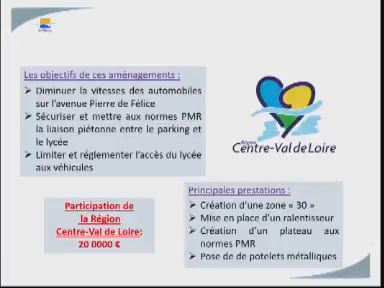 Les objectifs de ces aménagements :
➢ Diminuer la vitesses des automobiles
sur l'avenue Pierre de Félice
➢ Sécuriser et mettre aux normes PMR
la liaison piétonne entre le parking et
le lycée
➢ Limiter et réglementer l'accès du lycée
aux véhicules
Région
Centre-Val de Loire
Participation de
la Région
Centre-Val de Loire:
20 0000 €
Principales prestations :
➢ Création d'une zone « 30 »
➢ Mise en place d'un ralentisseur
➢ Création d'un plateau aux
normes PMR
➢ Pose de de potelets métalliques